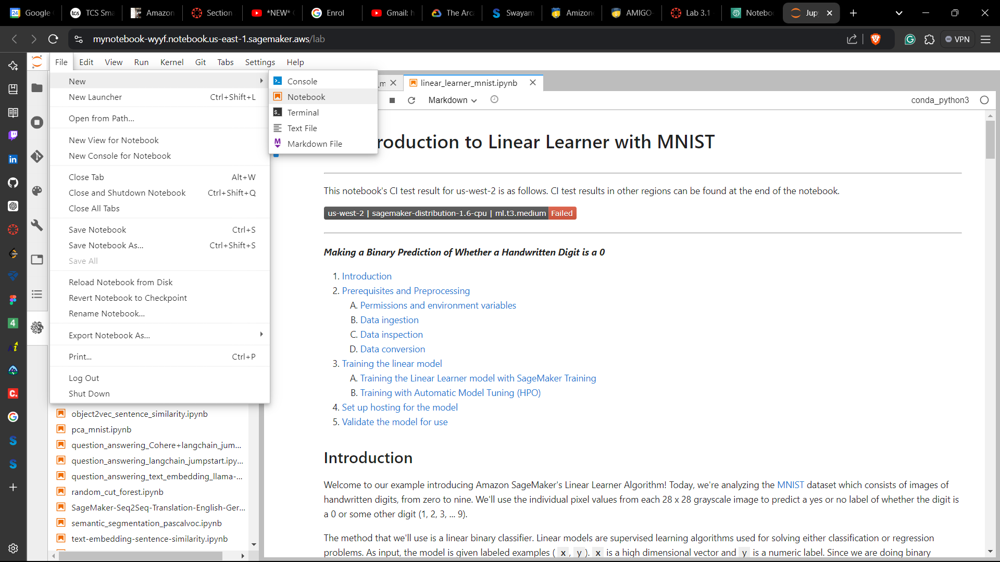 24 Google
tcs TCS Sma
Amazon
Section
*NEW*
Enrol
Gmail: h
The Arc
Swayam
Amizon
AMIGO-
Lab 3.1
Notebo
Jup
mynotebook-wyyf.notebook.us-east-1.sagemaker.aws/lab
VPN
File Edit View Run Kernel Git Tabs Settings Help
New
New Launcher Ctrl+Shift+L
Open from Path...
New View for Notebook
New Console for Notebook
Close Tab Alt+W
Close and Shutdown Notebook Ctrl+Shift+Q
Close All Tabs
Save Notebook Ctrl+S
Save Notebook As... Ctrl+Shift+S
Save All
Reload Notebook from Disk
Revert Notebook to Checkpoint
Rename Notebook...
Export Notebook As...
Print... Ctrl+P
Log Out
Shut Down
Console
Notebook
Terminal
Text File
Markdown File
object2vec_sentence_similarity.ipynb
pca_mnist.ipynb
question_answering_Cohere+langchain_jum...
question_answering_langchain_jumpstart.ipy...
question_answering_text_embedding_llama-...
random_cut_forest.ipynb
SageMaker-Seq2Seq-Translation-English-Ger...
semantic_segmentation_pascalvoc.ipynb
text-embedding-sentence-similarity.ipynb
_m
linear_learner_mnist.ipynb
Markdown
conda_python3
roduction to Linear Learner with MNIST
This notebook's CI test result for us-west-2 is as follows. CI test results in other regions can be found at the end of the notebook.
us-west-2 | sagemaker-distribution-1.6-cpu | ml.t3.medium Failed
Making a Binary Prediction of Whether a Handwritten Digit is a 0
1. Introduction
2. Prerequisites and Preprocessing
A. Permissions and environment variables
B. Data ingestion
C. Data inspection
D. Data conversion
3. Training the linear model
A. Training the Linear Learner model with SageMaker Training
B. Training with Automatic Model Tuning (HPO)
4. Set up hosting for the model
5. Validate the model for use
Introduction
Welcome to our example introducing Amazon SageMaker's Linear Learner Algorithm! Today, we're analyzing the MNIST dataset which consists of images of
handwritten digits, from zero to nine. We'll use the individual pixel values from each 28 x 28 grayscale image to predict a yes or no label of whether the digit is
a 0 or some other digit (1, 2, 3, ... 9).
The method that we'll use is a linear binary classifier. Linear models are supervised learning algorithms used for solving either classification or regression
problems. As input, the model is given labeled examples ( x , y ). x is a high dimensional vector and y is a numeric label. Since we are doing binary